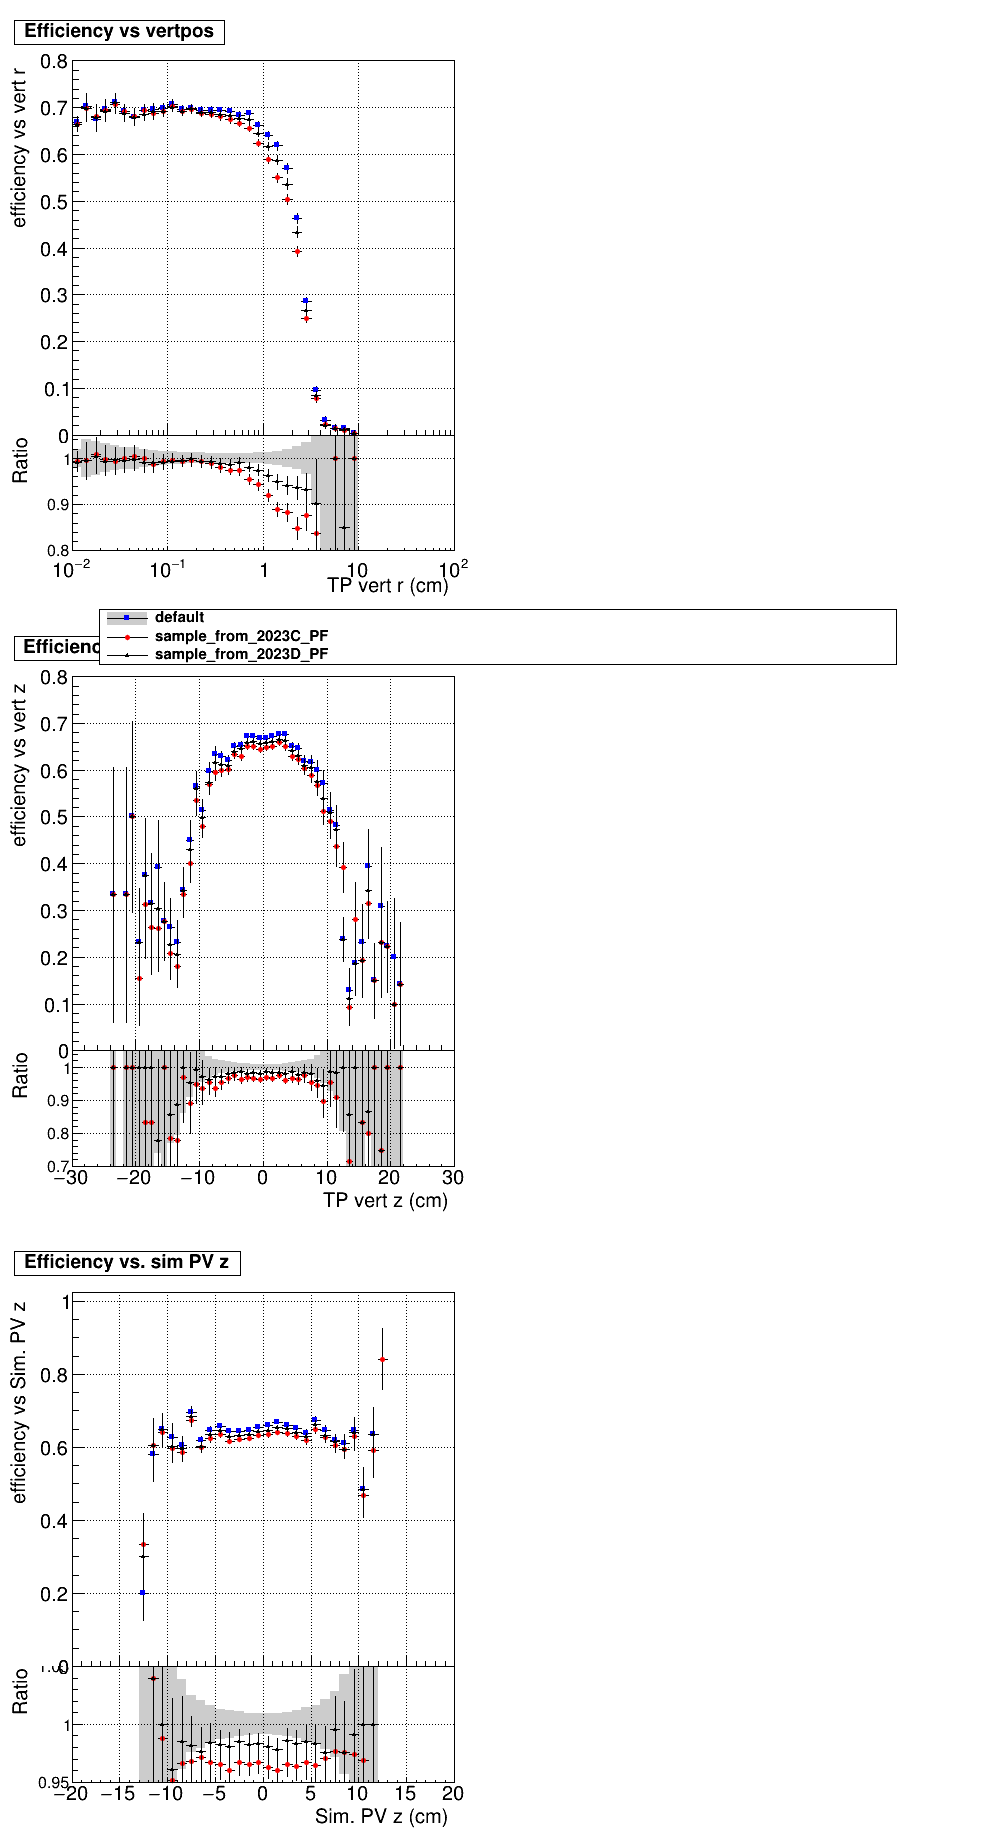 Efficiency vs vertpos
efficiency vs vert r
0.8
0.7
0.6
0.5
0.4
0.3
0.2
0.1
0
Ratio
1
0.9
0.8
10⁻² 10⁻¹ 1 10 10²
TP vert r (cm)
default
sample_from_2023C_PF
sample_from_2023D_PF
Efficienc
efficiency vs vert z
0.8
0.7
0.6
0.5
0.4
0.3
0.2
0.1
0
Ratio
1
0.9
0.8
0.7
−30 −20 −10 0 10 20 30
TP vert z (cm)
Efficiency vs. sim PV z
efficiency vs Sim. PV z
1
0.8
0.6
0.4
0.2
0
Ratio
1
0.95
−20 −15 −10 −5 0 5 10 15 20
Sim. PV z (cm)